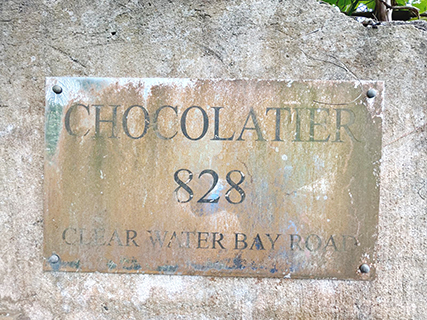 CHOCOLATIER
828
CLEAR WATER BAY ROAD